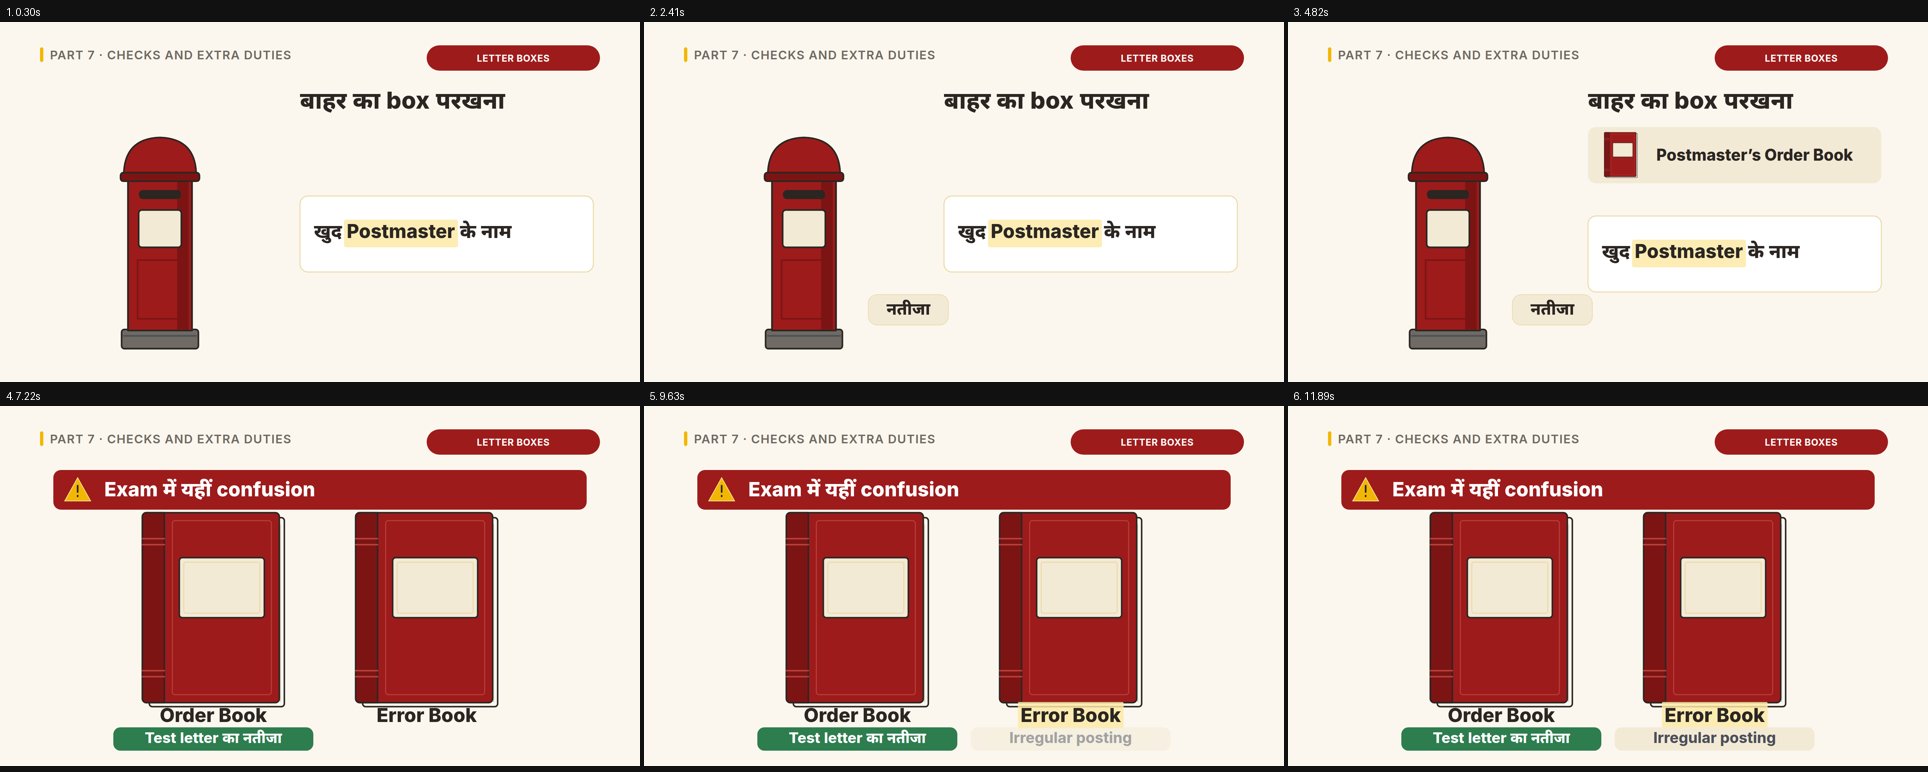 1. 0.30s
PART 7 · CHECKS AND EXTRA DUTIES
LETTER BOXES
बाहर का box परखना
खुद Postmaster के नाम
2. 2.41s
PART 7 · CHECKS AND EXTRA DUTIES
LETTER BOXES
बाहर का box परखना
खुद Postmaster के नाम
नतीजा
3. 4.82s
PART 7 · CHECKS AND EXTRA DUTIES
LETTER BOXES
बाहर का box परखना
Postmaster’s Order Book
खुद Postmaster के नाम
नतीजा
4. 7.22s
PART 7 · CHECKS AND EXTRA DUTIES
LETTER BOXES
Exam में यहीं confusion
Order Book
Error Book
Test letter का नतीजा
5. 9.63s
PART 7 · CHECKS AND EXTRA DUTIES
LETTER BOXES
Exam में यहीं confusion
Order Book
Error Book
Test letter का नतीजा
Irregular posting
6. 11.89s
PART 7 · CHECKS AND EXTRA DUTIES
LETTER BOXES
Exam में यहीं confusion
Order Book
Error Book
Test letter का नतीजा
Irregular posting